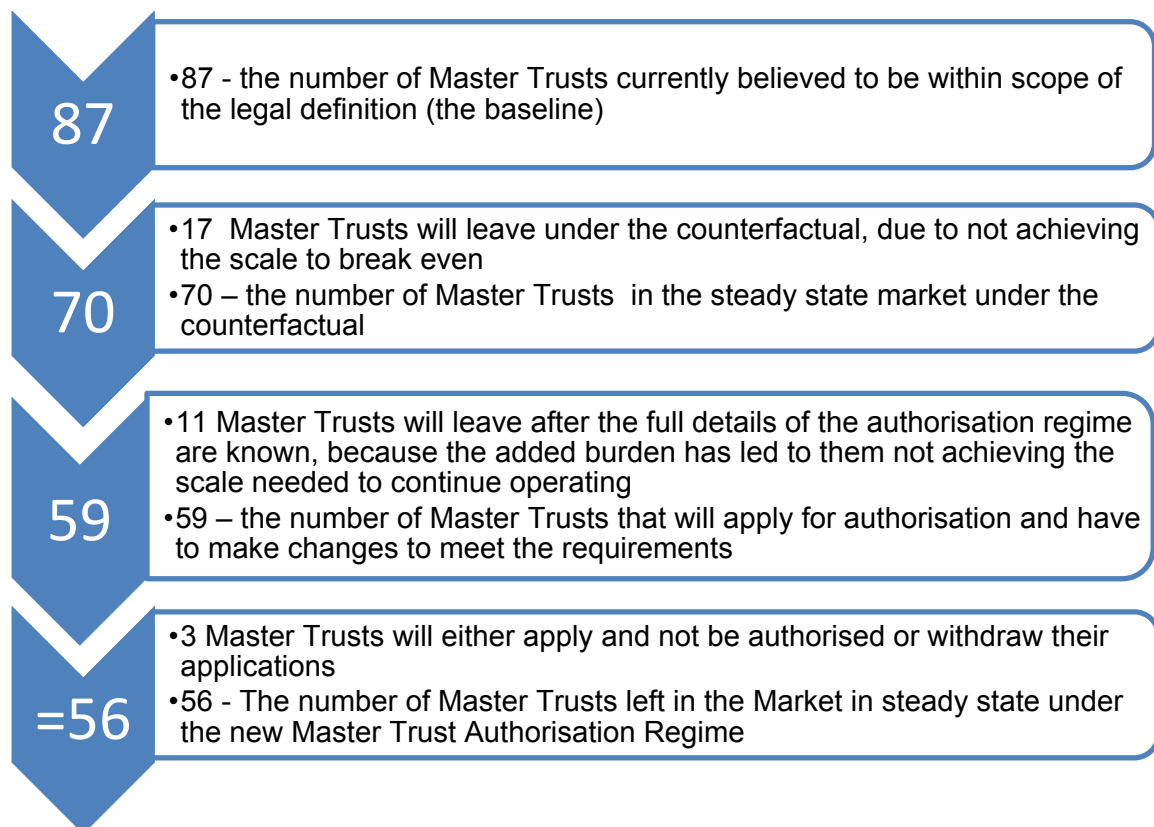 87
•87 - the number of Master Trusts currently believed to be within scope of
the legal definition (the baseline)
70
•17  Master Trusts will leave under the counterfactual, due to not achieving
the scale to break even
•70 – the number of Master Trusts  in the steady state market under the
counterfactual
59
•11 Master Trusts will leave after the full details of the authorisation regime
are known, because the added burden has led to them not achieving the
scale needed to continue operating
•59 – the number of Master Trusts that will apply for authorisation and have
to make changes to meet the requirements
=56
•3 Master Trusts will either apply and not be authorised or withdraw their
applications
•56 - The number of Master Trusts left in the Market in steady state under
the new Master Trust Authorisation Regime